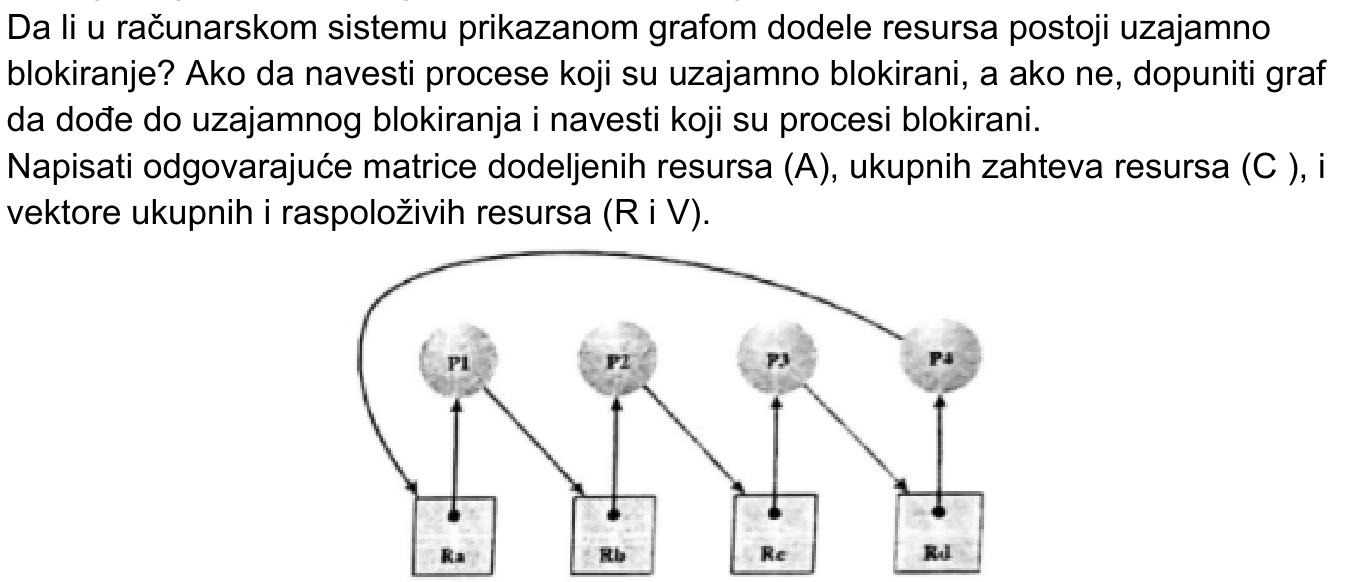 Da li u računarskom sistemu prikazanom grafom dodele resursa postoji uzajamno
blokiranje? Ako da navesti procese koji su uzajamno blokirani, a ako ne, dopuniti graf
da dođe do uzajamnog blokiranja i navesti koji su procesi blokirani.
Napisati odgovarajuće matrice dodeljenih resursa (A), ukupnih zahteva resursa (C ), i
vektore ukupnih i raspoloživih resursa (R i V).
P1 P2 P3 P4
Ra Rb Rc Rd